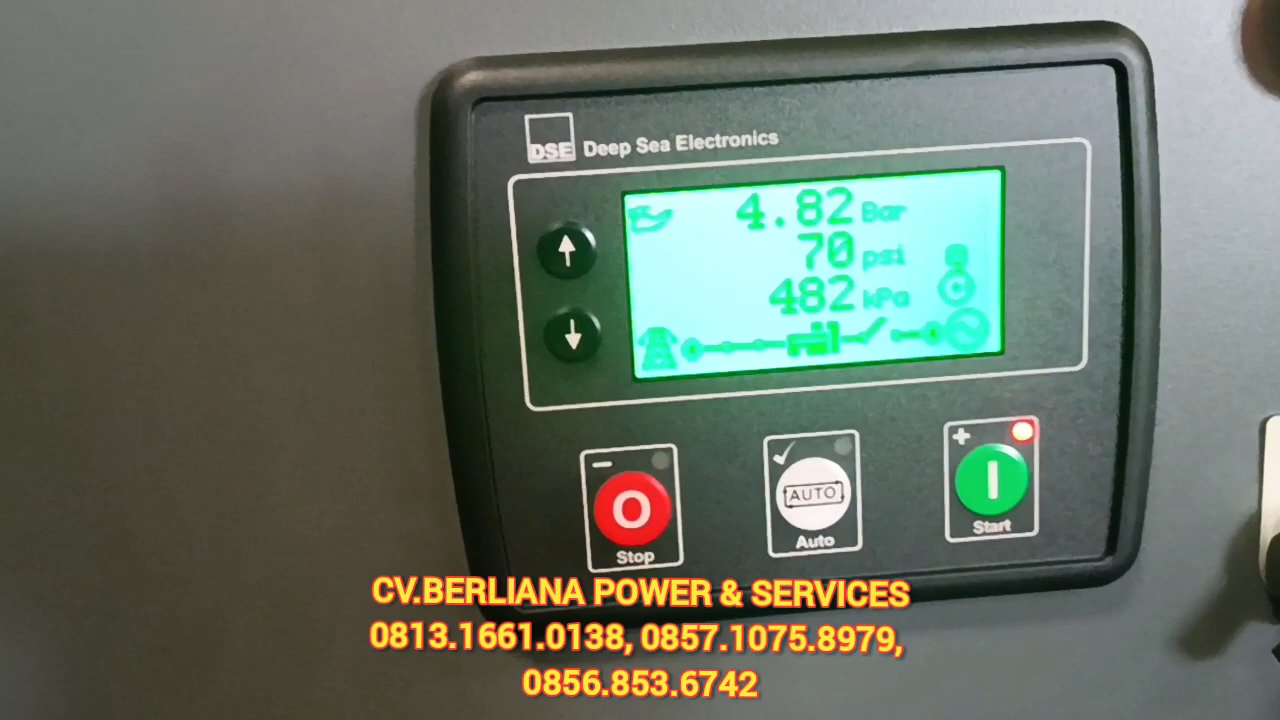 DSE Deep Sea Electronics
4.82 Bar
70 psi
482 kPa
Stop
AUTO
Auto
Start
CV.BERLIANA POWER & SERVICES
0813.1661.0138, 0857.1075.8979,
0856.853.6742